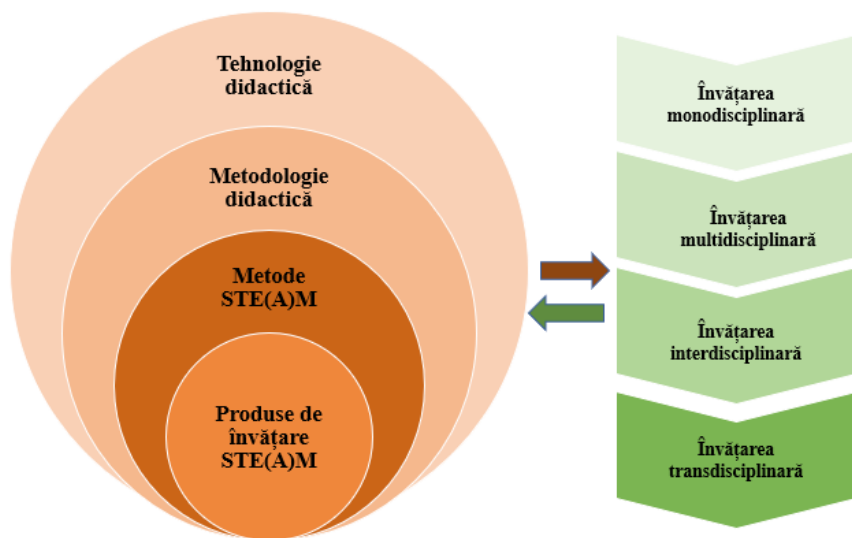 Tehnologie
didactică
Metodologie
didactică
Metode
STE(A)M
Produse de
învățare
STE(A)M
Învățarea
monodisciplinară
Învățarea
multidisciplinară
Învățarea
interdisciplinară
Învățarea
transdisciplinară